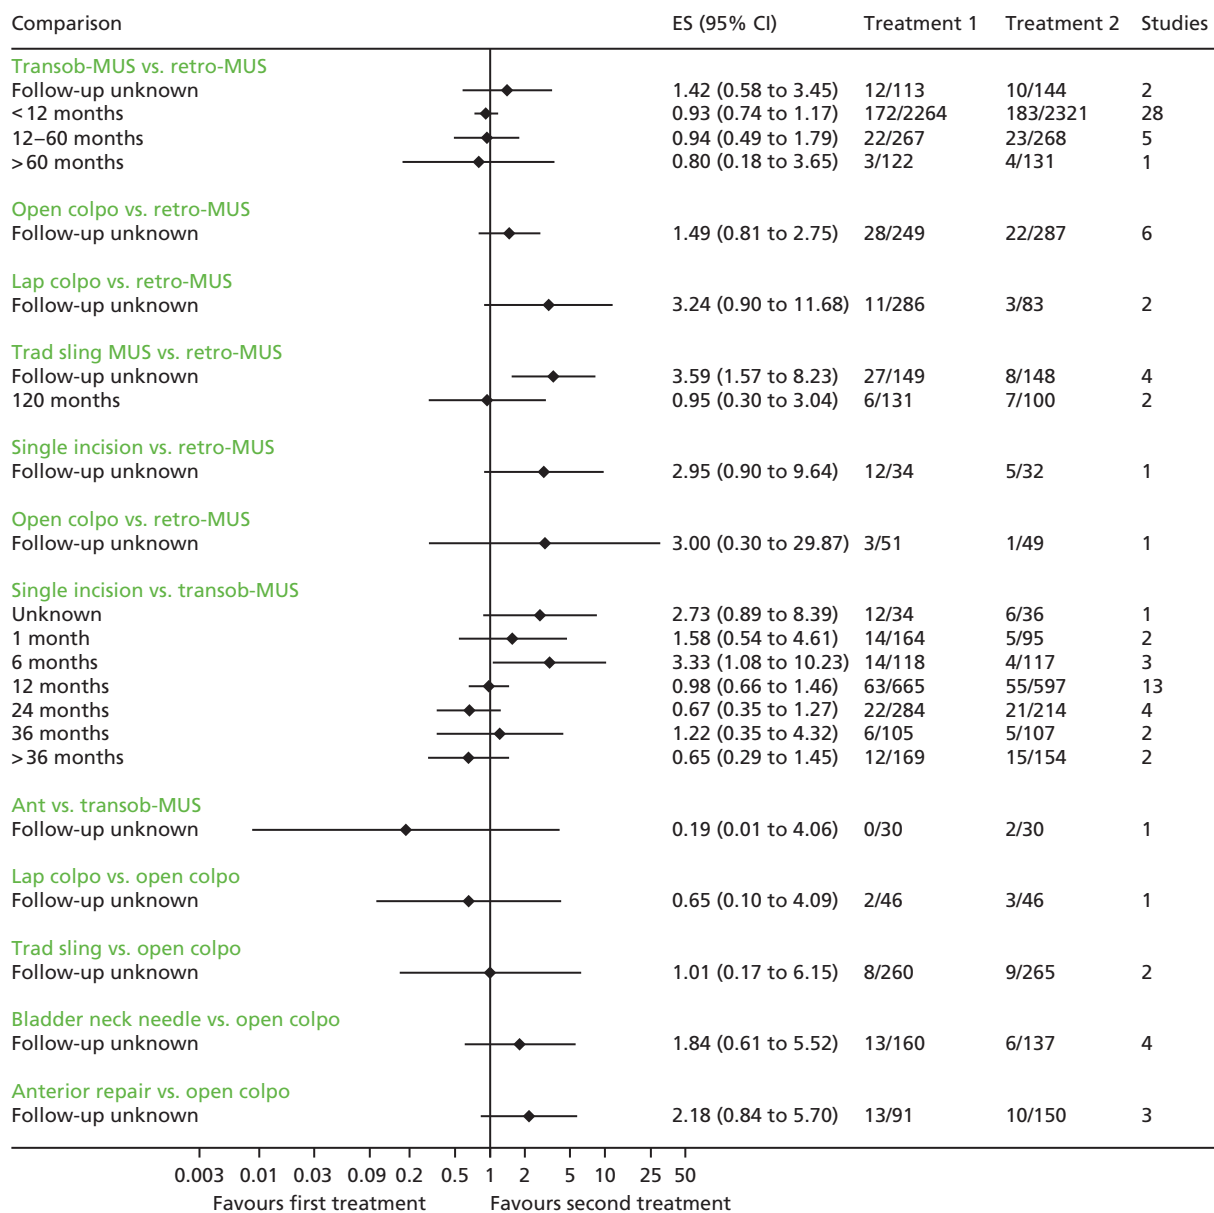 Comparison ES (95% CI) Treatment 1 Treatment 2 Studies
Transob-MUS vs. retro-MUS
Follow-up unknown 1.42 (0.58 to 3.45) 12/113 10/144 2
<12 months 0.93 (0.74 to 1.17) 172/2264 183/2321 28
12–60 months 0.94 (0.49 to 1.79) 22/267 23/268 5
>60 months 0.80 (0.18 to 3.65) 3/122 4/131 1
Open colpo vs. retro-MUS
Follow-up unknown 1.49 (0.81 to 2.75) 28/249 22/287 6
Lap colpo vs. retro-MUS
Follow-up unknown 3.24 (0.90 to 11.68) 11/286 3/83 2
Trad sling MUS vs. retro-MUS
Follow-up unknown 3.59 (1.57 to 8.23) 27/149 8/148 4
120 months 0.95 (0.30 to 3.04) 6/131 7/100 2
Single incision vs. retro-MUS
Follow-up unknown 2.95 (0.90 to 9.64) 12/34 5/32 1
Open colpo vs. retro-MUS
Follow-up unknown 3.00 (0.30 to 29.87) 3/51 1/49 1
Single incision vs. transob-MUS
Unknown 2.73 (0.89 to 8.39) 12/34 6/36 1
1 month 1.58 (0.54 to 4.61) 14/164 5/95 2
6 months 3.33 (1.08 to 10.23) 14/118 4/117 3
12 months 0.98 (0.66 to 1.46) 63/665 55/597 13
24 months 0.67 (0.35 to 1.27) 22/284 21/214 4
36 months 1.22 (0.35 to 4.32) 6/105 5/107 2
>36 months 0.65 (0.29 to 1.45) 12/169 15/154 2
Ant vs. transob-MUS
Follow-up unknown 0.19 (0.01 to 4.06) 0/30 2/30 1
Lap colpo vs. open colpo
Follow-up unknown 0.65 (0.10 to 4.09) 2/46 3/46 1
Trad sling vs. open colpo
Follow-up unknown 1.01 (0.17 to 6.15) 8/260 9/265 2
Bladder neck needle vs. open colpo
Follow-up unknown 1.84 (0.61 to 5.52) 13/160 6/137 4
Anterior repair vs. open colpo
Follow-up unknown 2.18 (0.84 to 5.70) 13/91 10/150 3
0.003 0.01 0.03 0.09 0.2 0.5 1 2 5 10 25 50
Favours first treatment Favours second treatment